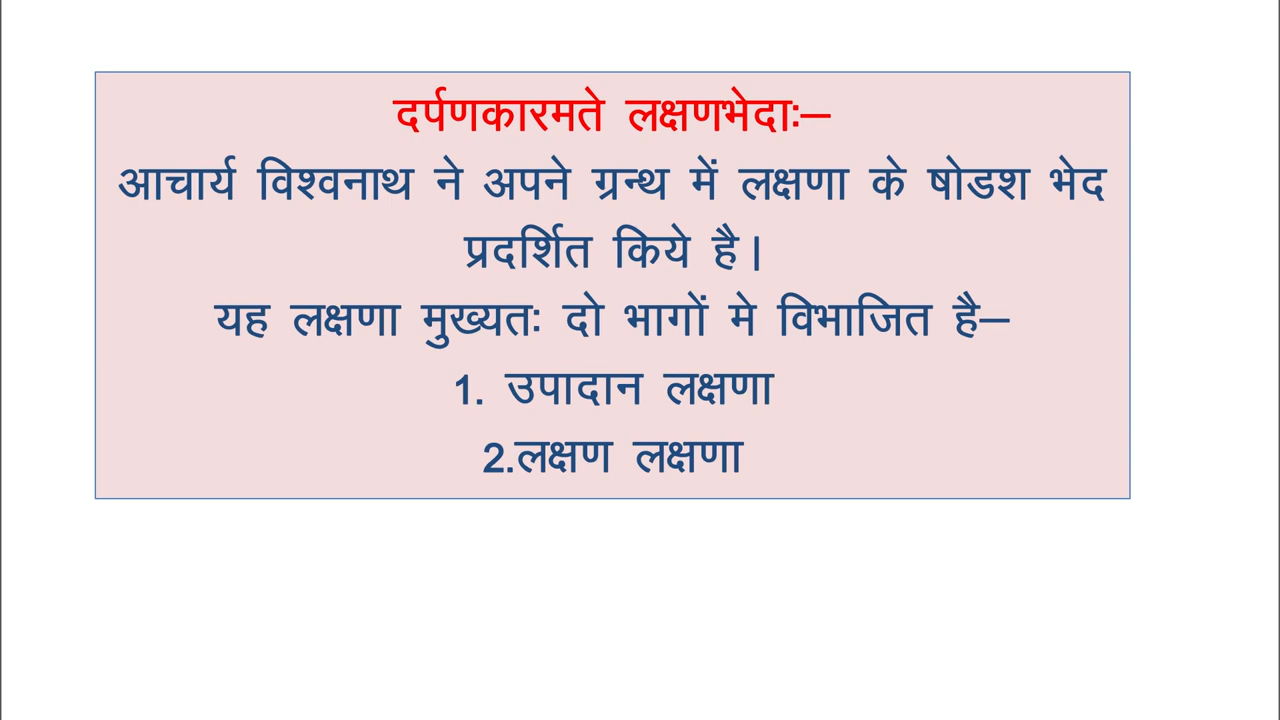 दर्पणकारमते लक्षणभेदाः–
आचार्य विश्वनाथ ने अपने ग्रन्थ में लक्षणा के षोडश भेद
प्रदर्शित किये है।
यह लक्षणा मुख्यतः दो भागों मे विभाजित है–
1. उपादान लक्षणा
2.लक्षण लक्षणा